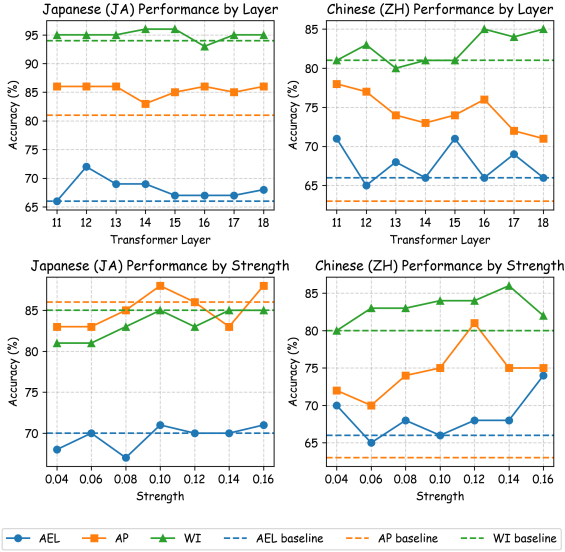 Japanese (JA) Performance by Layer
Accuracy (%)
95
90
85
80
75
70
65
11 12 13 14 15 16 17 18
Transformer Layer
Chinese (ZH) Performance by Layer
Accuracy (%)
85
80
75
70
65
11 12 13 14 15 16 17 18
Transformer Layer
Japanese (JA) Performance by Strength
Accuracy (%)
85
80
75
70
0.04 0.06 0.08 0.10 0.12 0.14 0.16
Strength
Chinese (ZH) Performance by Strength
Accuracy (%)
85
80
75
70
65
0.04 0.06 0.08 0.10 0.12 0.14 0.16
Strength
AEL AP WI AEL baseline AP baseline WI baseline